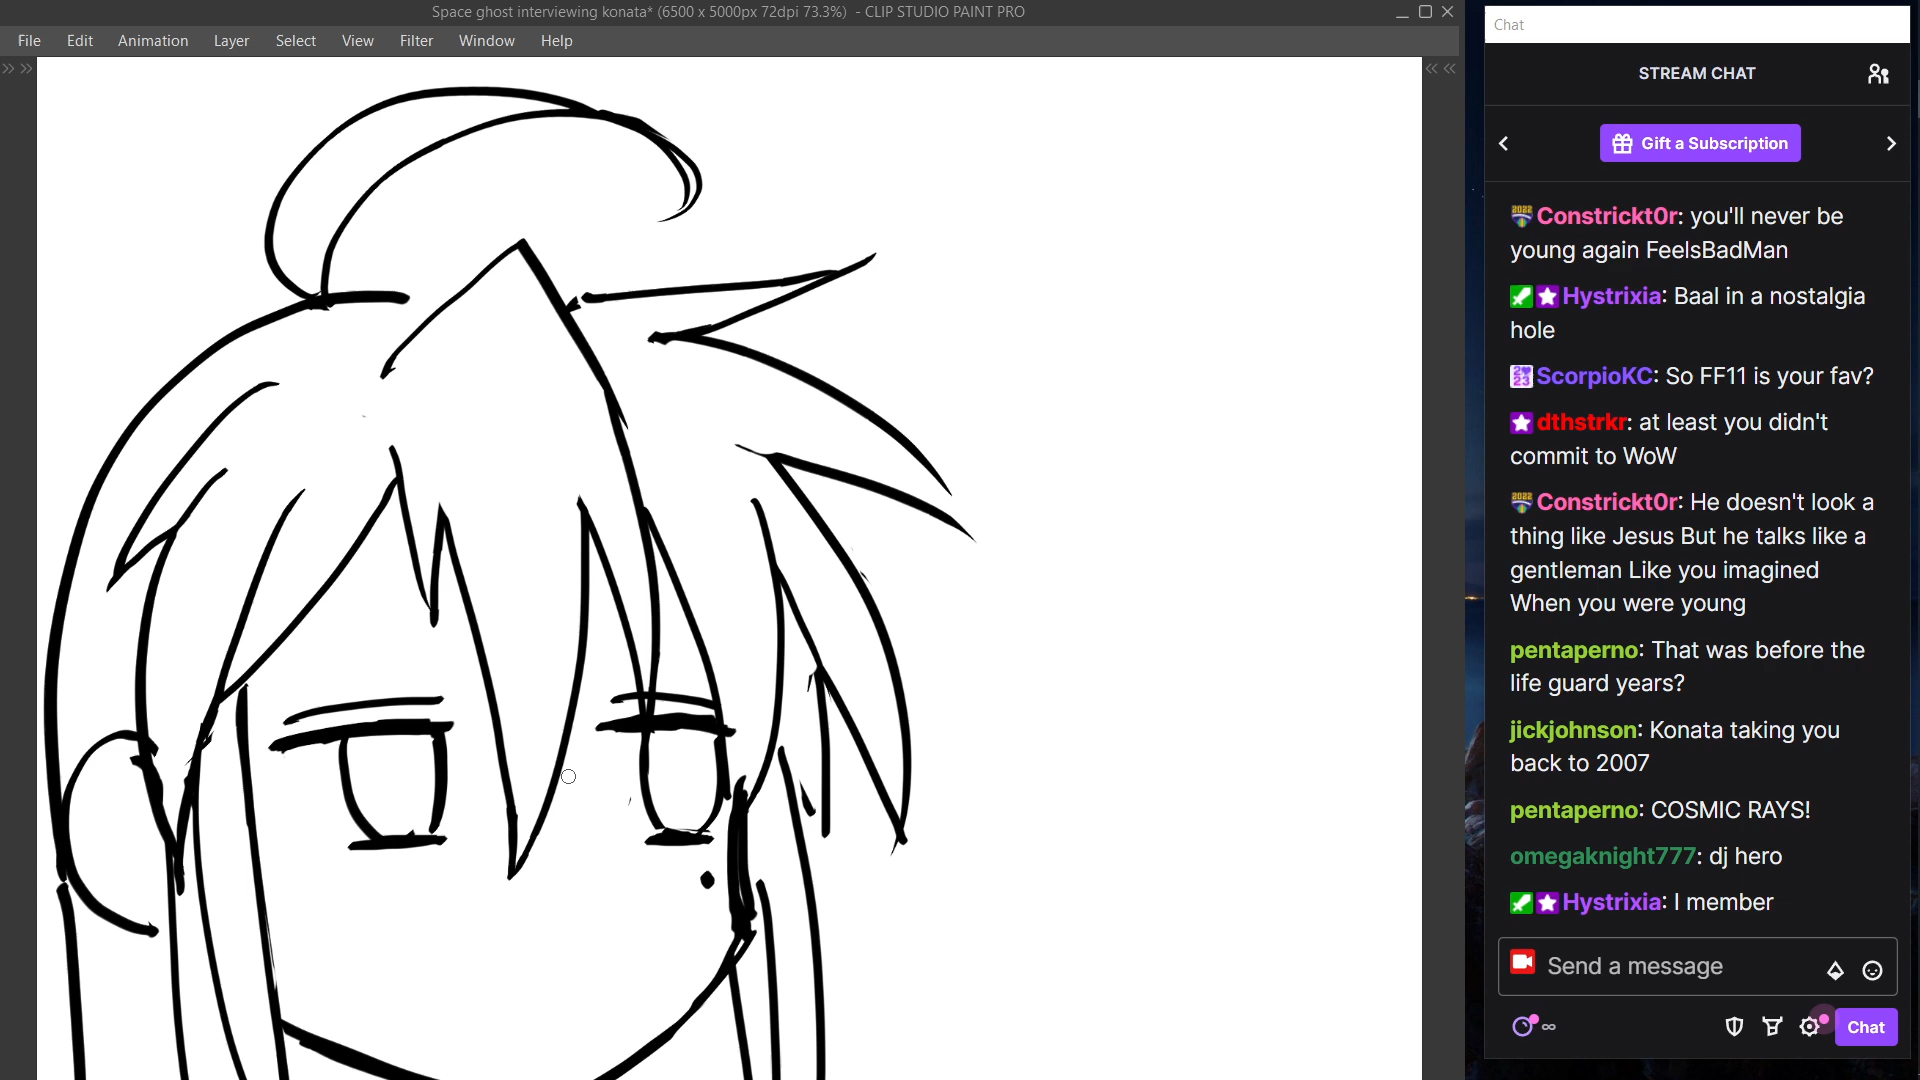 Space ghost interviewing konata* (6500 x 5000px 72dpi 73.3%) - CLIP STUDIO PAINT PRO
File Edit Animation Layer Select View Filter Window Help
Chat
STREAM CHAT
Gift a Subscription
2022 Constrickt0r: you'll never be
young again FeelsBadMan
Hystrixia: Baal in a nostalgia
hole
ScorpioKC: So FF11 is your fav?
dthstrkr: at least you didn't
commit to WoW
2022 Constrickt0r: He doesn't look a
thing like Jesus But he talks like a
gentleman Like you imagined
When you were young
pentaperno: That was before the
life guard years?
jickjohnson: Konata taking you
back to 2007
pentaperno: COSMIC RAYS!
omegaknight777: dj hero
Hystrixia: I member
Send a message
∞
Chat